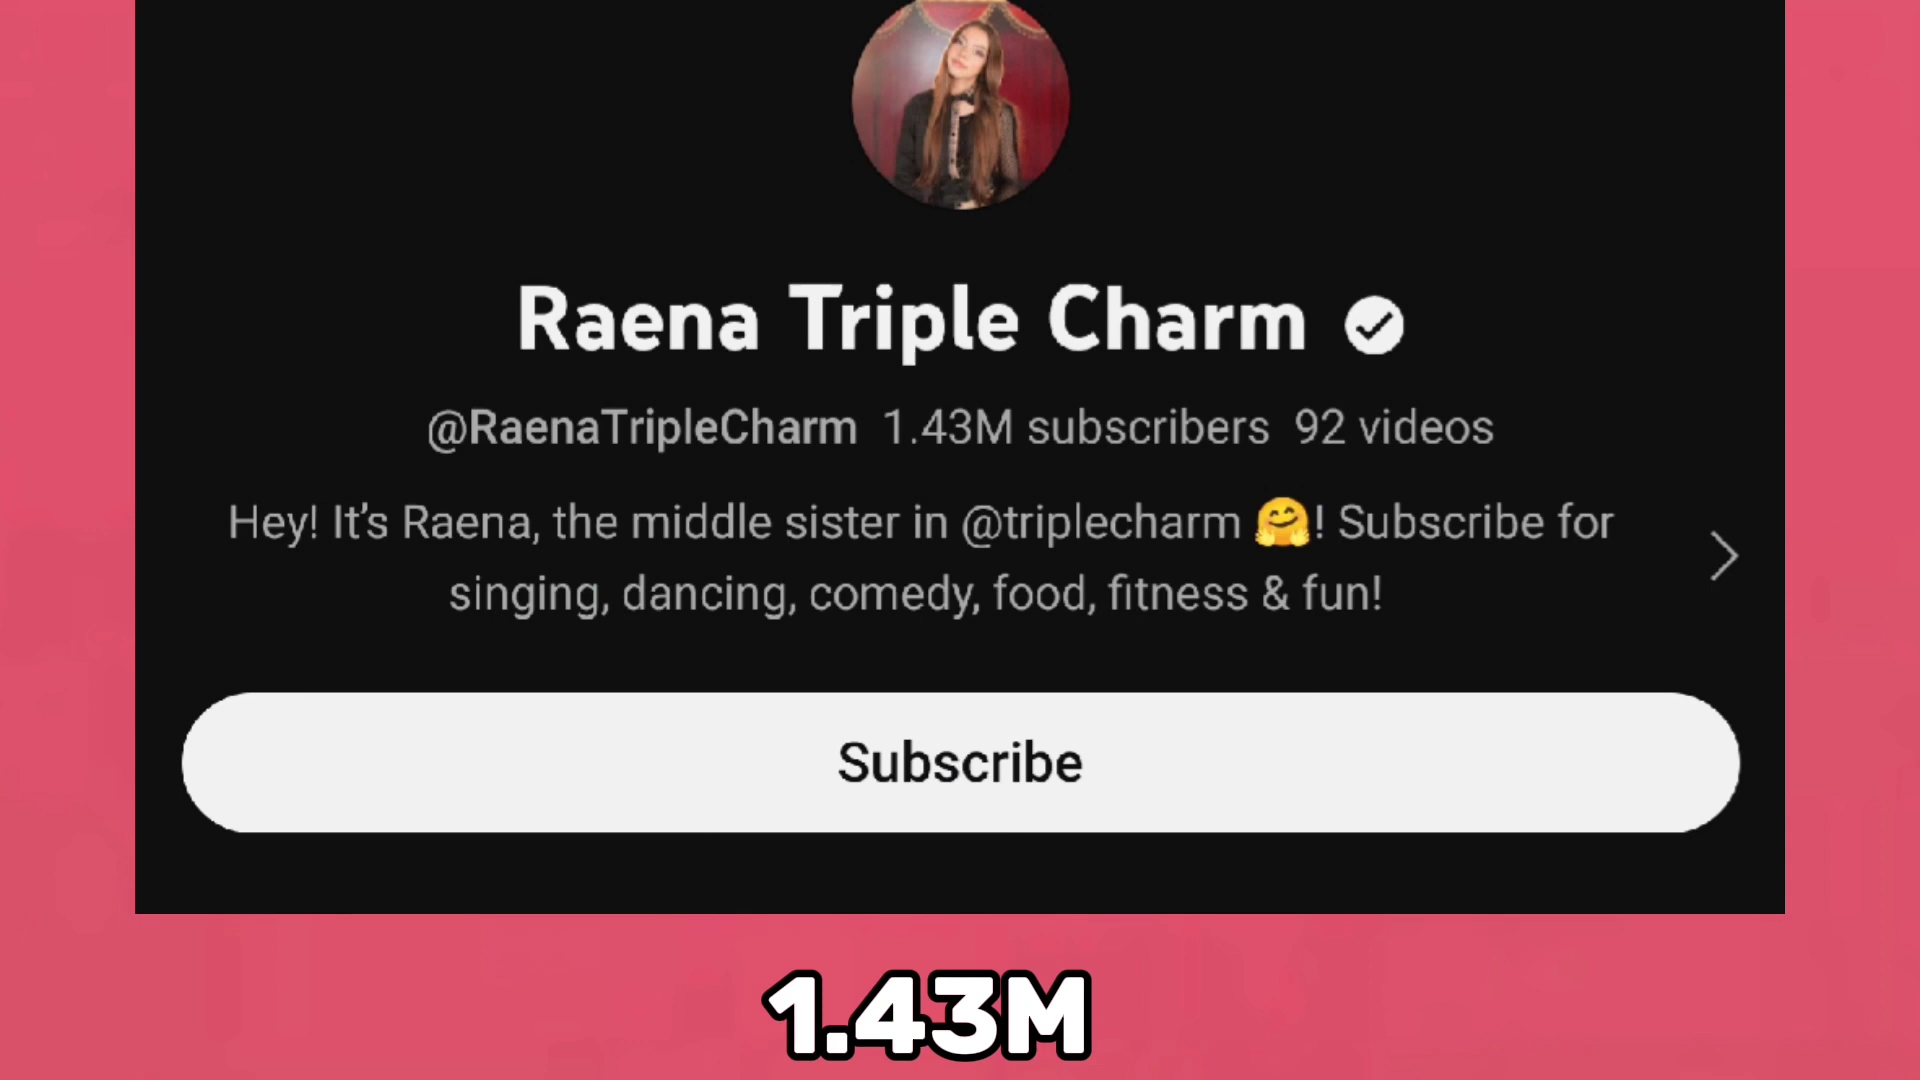 Raena Triple Charm
@RaenaTripleCharm 1.43M subscribers 92 videos
Hey! It’s Raena, the middle sister in @triplecharm 🤗! Subscribe for
singing, dancing, comedy, food, fitness & fun!
Subscribe
1.43M